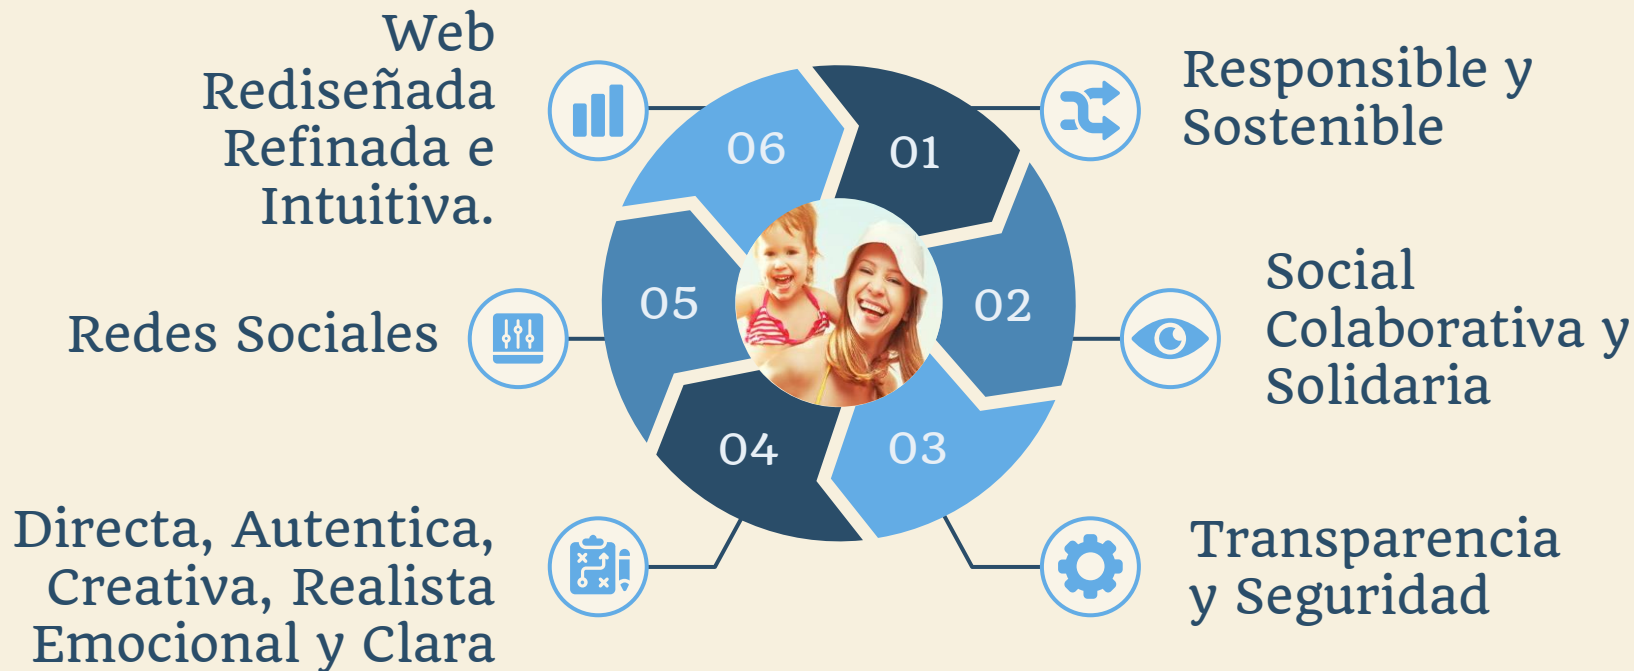 01
Responsible y
Sostenible
02
Social
Colaborativa y
Solidaria
03
Transparencia
y Seguridad
04
Directa, Autentica,
Creativa, Realista
Emocional y Clara
05
Redes Sociales
06
Web
Rediseñada
Refinada e
Intuitiva.